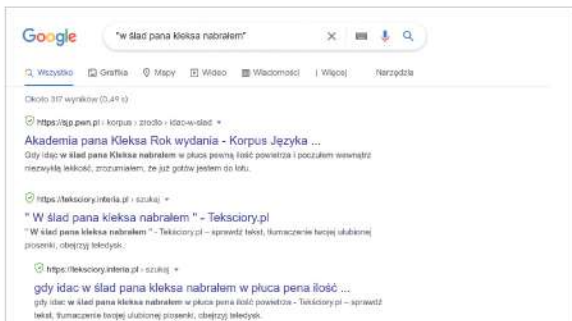 Google
"w ślad pana kleksa nabrałem"
Wszystko Grafika Mapy Wideo Wiadomości Więcej Narzędzia
Około 317 wyników (0,49 s)
https://sjp.pwn.pl › korpus › zrodlo › idac-w-slad
Akademia pana Kleksa Rok wydania - Korpus Języka ...
Gdy idąc w ślad pana Kleksa nabrałem w płuca pewną ilość powietrza i poczułem wewnątrz
niezwykłą lekkość, zrozumiałem, że już gotów jestem do lotu.
https://teksciory.interia.pl › szukaj
" W ślad pana kleksa nabrałem " - Teksciory.pl
" W ślad pana kleksa nabrałem " - Teksciory.pl – sprawdź tekst, tłumaczenie twojej ulubionej
piosenki, obejrzyj teledysk.
https://teksciory.interia.pl › szukaj
gdy idac w ślad pana kleksa nabrałem w płuca pena ilość ...
gdy idac w ślad pana kleksa nabrałem w płuca pena ilość powietrza - Teksciory.pl – sprawdź
tekst, tłumaczenie twojej ulubionej piosenki, obejrzyj teledysk.